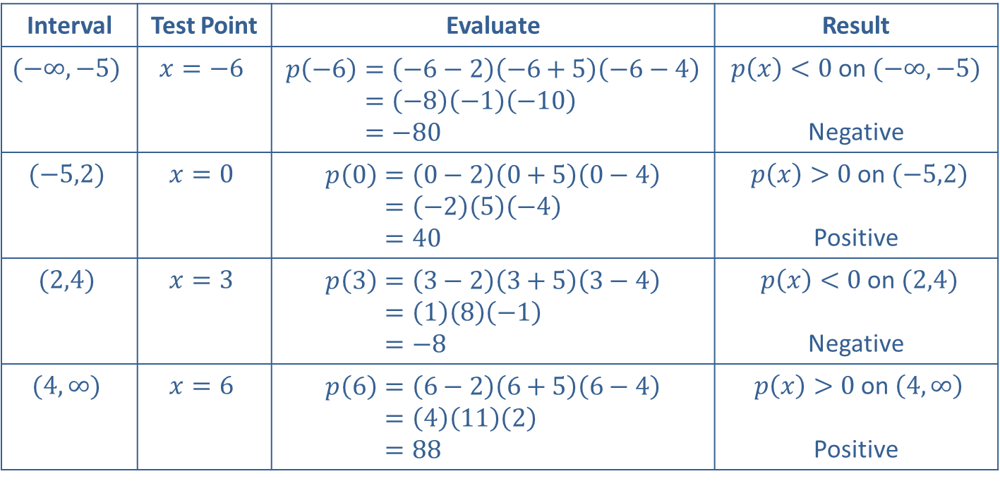 Interval Test Point Evaluate Result
(−∞, −5) x = −6 p(−6) = (−6 − 2)(−6 + 5)(−6 − 4) p(x) < 0 on (−∞, −5)
= (−8)(−1)(−10)
= −80 Negative
(−5,2) x = 0 p(0) = (0 − 2)(0 + 5)(0 − 4) p(x) > 0 on (−5,2)
= (−2)(5)(−4)
= 40 Positive
(2,4) x = 3 p(3) = (3 − 2)(3 + 5)(3 − 4) p(x) < 0 on (2,4)
= (1)(8)(−1)
= −8 Negative
(4, ∞) x = 6 p(6) = (6 − 2)(6 + 5)(6 − 4) p(x) > 0 on (4, ∞)
= (4)(11)(2)
= 88 Positive